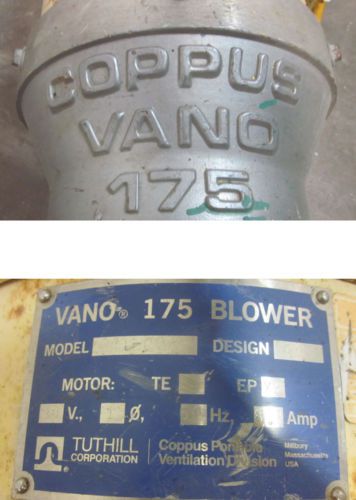 COPPUS
VANO
175
VANO® 175 BLOWER
MODEL DESIGN
MOTOR: TE EP
V., Ø, Hz Amp
TUTHILL
CORPORATION
Coppus Portable
Ventilation Division
Millbury
Massachusetts
USA